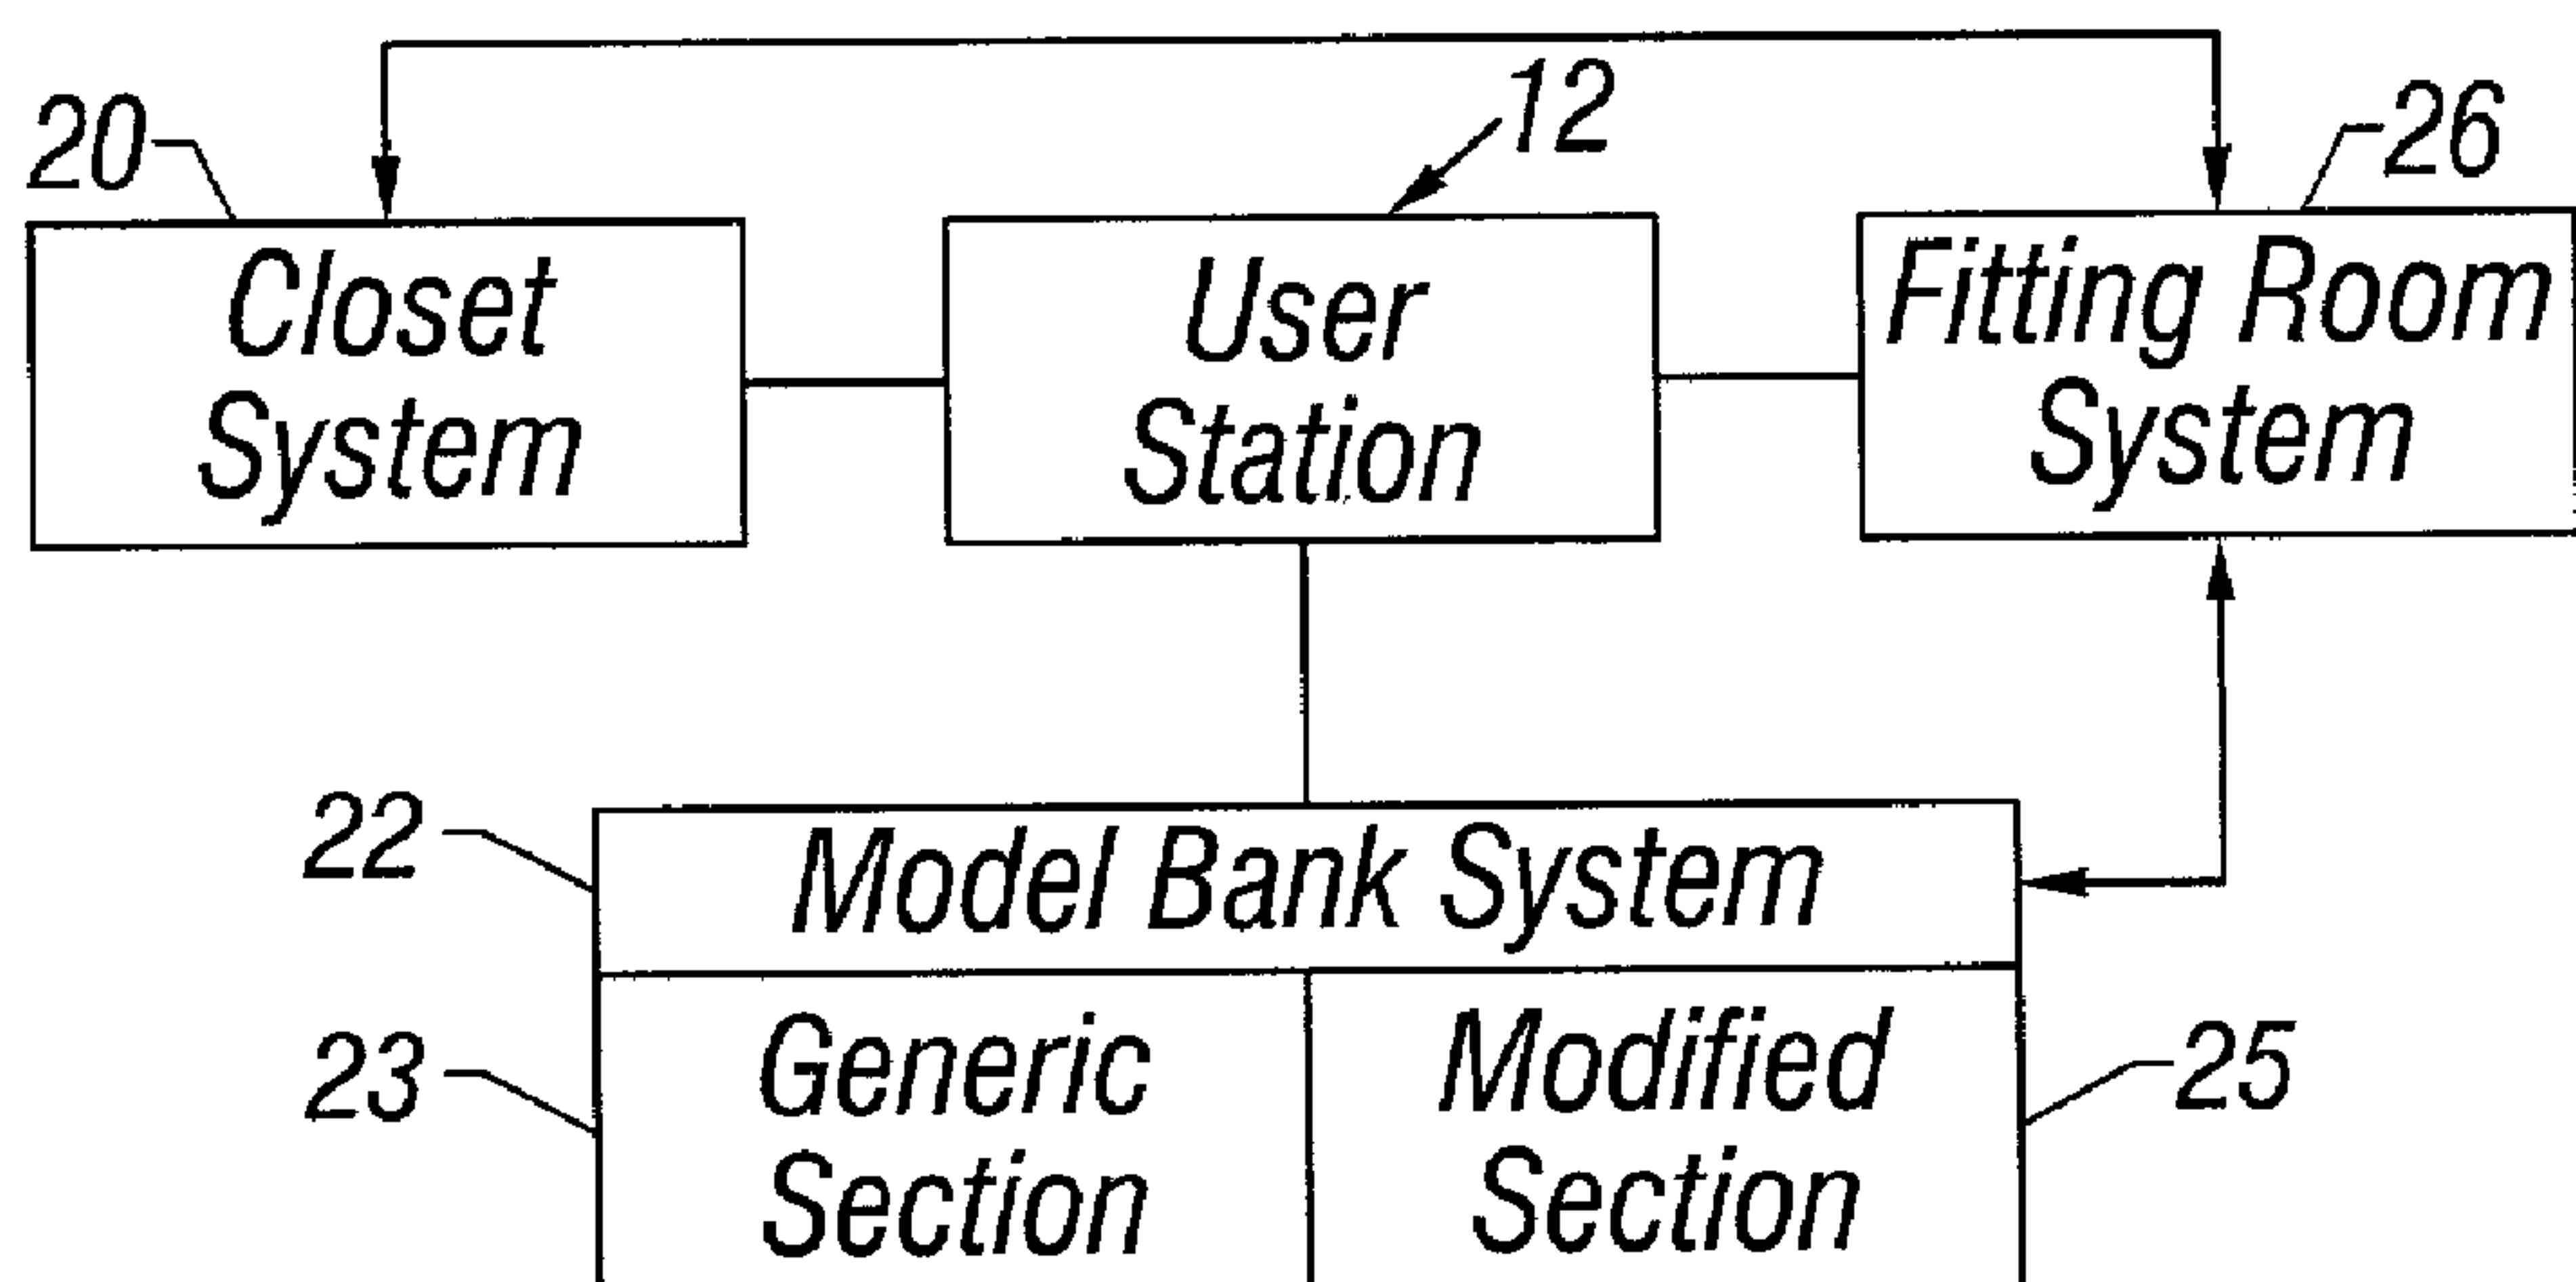 12
20
26
Closet
System
User
Station
Fitting Room
System
22
Model Bank System
23
Generic
Section
Modified
Section
25